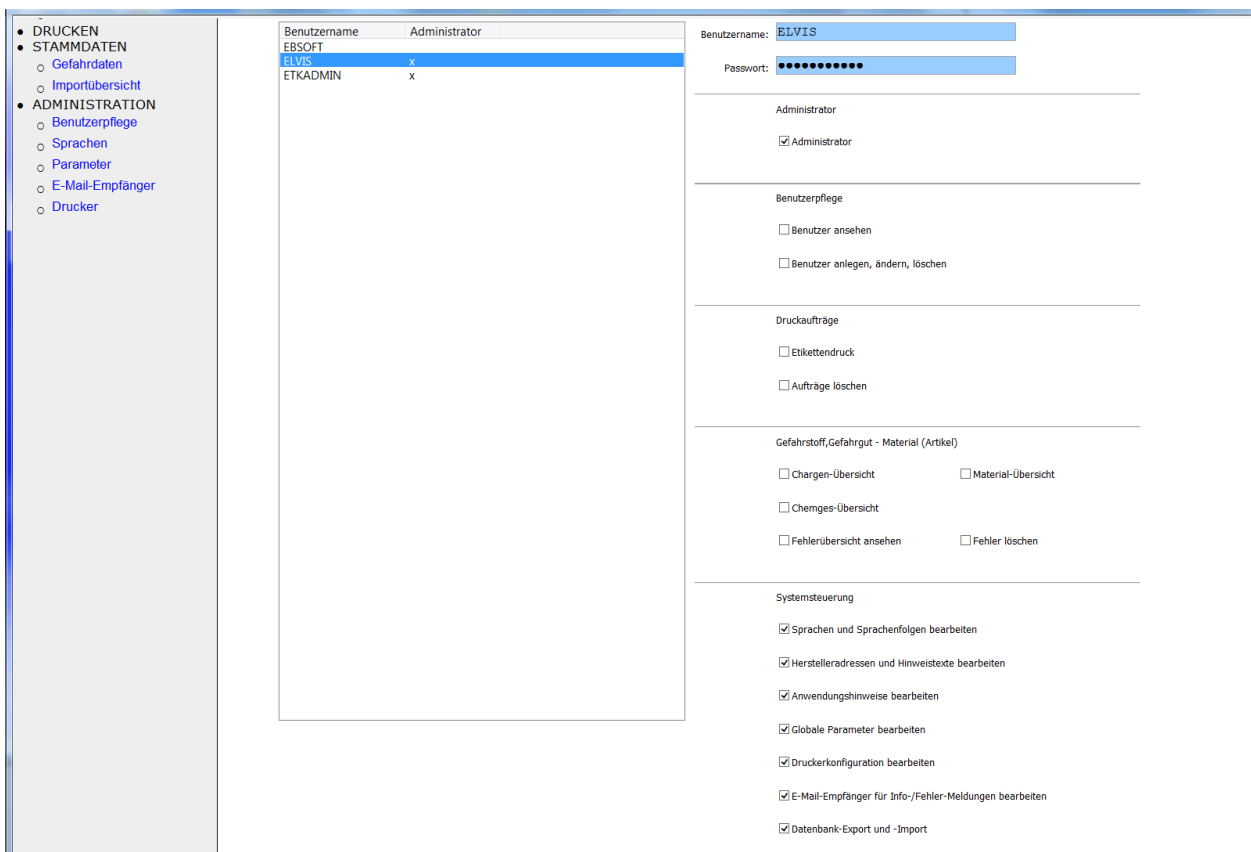 DRUCKEN
STAMMDATEN
Gefahrdaten
Importübersicht
ADMINISTRATION
Benutzerpflege
Sprachen
Parameter
E-Mail-Empfänger
Drucker
Benutzername Administrator
EBSOFT
ELVIS x
ETKADMIN x
Benutzername: ELVIS
Passwort: ●●●●●●●●●●●
Administrator
Administrator
Benutzerpflege
Benutzer ansehen
Benutzer anlegen, ändern, löschen
Druckaufträge
Etikettendruck
Aufträge löschen
Gefahrstoff,Gefahrgut - Material (Artikel)
Chargen-Übersicht Material-Übersicht
Chemges-Übersicht
Fehlerübersicht ansehen Fehler löschen
Systemsteuerung
Sprachen und Sprachenfolgen bearbeiten
Herstelleradressen und Hinweistexte bearbeiten
Anwendungshinweise bearbeiten
Globale Parameter bearbeiten
Druckerkonfiguration bearbeiten
E-Mail-Empfänger für Info-/Fehler-Meldungen bearbeiten
Datenbank-Export und -Import